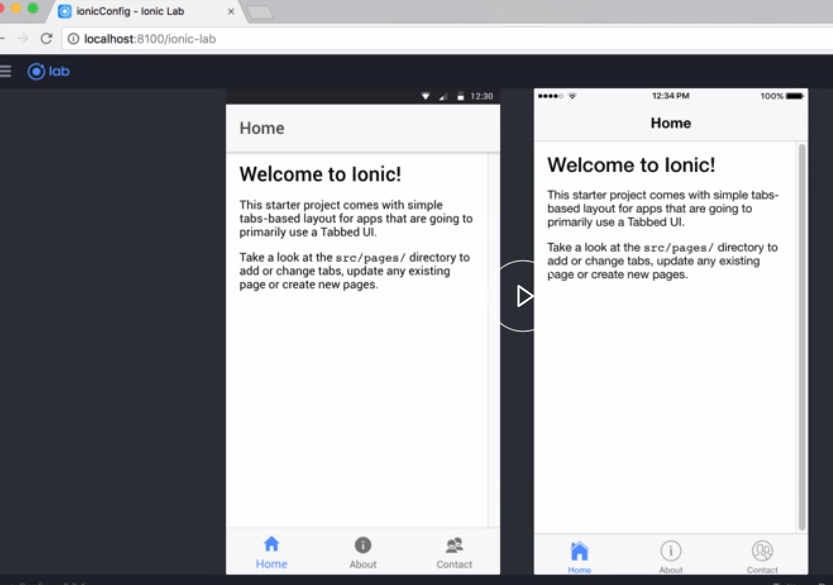 ionicConfig - Ionic Lab
localhost:8100/ionic-lab
lab
12:30
Home
Welcome to Ionic!
This starter project comes with simple
tabs-based layout for apps that are going to
primarily use a Tabbed UI.
Take a look at the src/pages/ directory to
add or change tabs, update any existing
page or create new pages.
Home
About
Contact
12:34 PM
100%
Home
Welcome to Ionic!
This starter project comes with simple tabs-
based layout for apps that are going to
primarily use a Tabbed UI.
Take a look at the src/pages/ directory to
add or change tabs, update any existing
page or create new pages.
Home
About
Contact